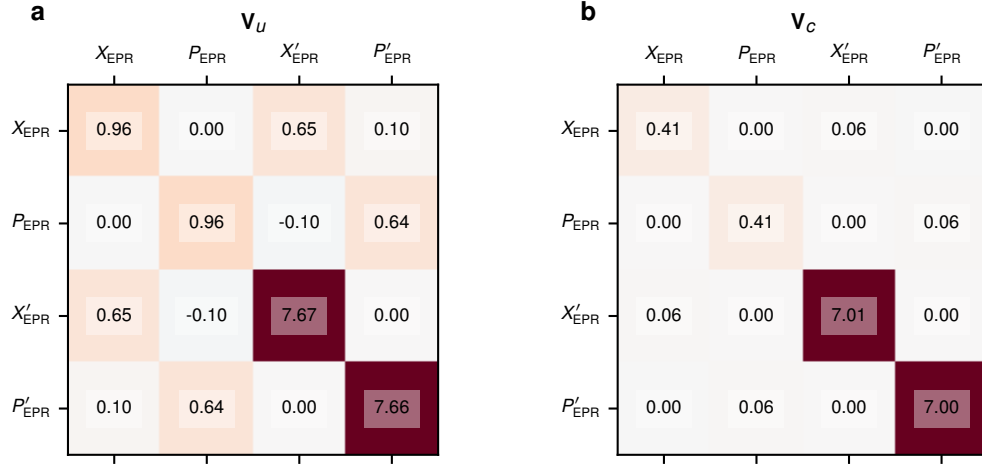 a
V_u
X_EPR P_EPR X′_EPR P′_EPR
X_EPR 0.96 0.00 0.65 0.10
P_EPR 0.00 0.96 -0.10 0.64
X′_EPR 0.65 -0.10 7.67 0.00
P′_EPR 0.10 0.64 0.00 7.66
b
V_c
X_EPR P_EPR X′_EPR P′_EPR
X_EPR 0.41 0.00 0.06 0.00
P_EPR 0.00 0.41 0.00 0.06
X′_EPR 0.06 0.00 7.01 0.00
P′_EPR 0.00 0.06 0.00 7.00